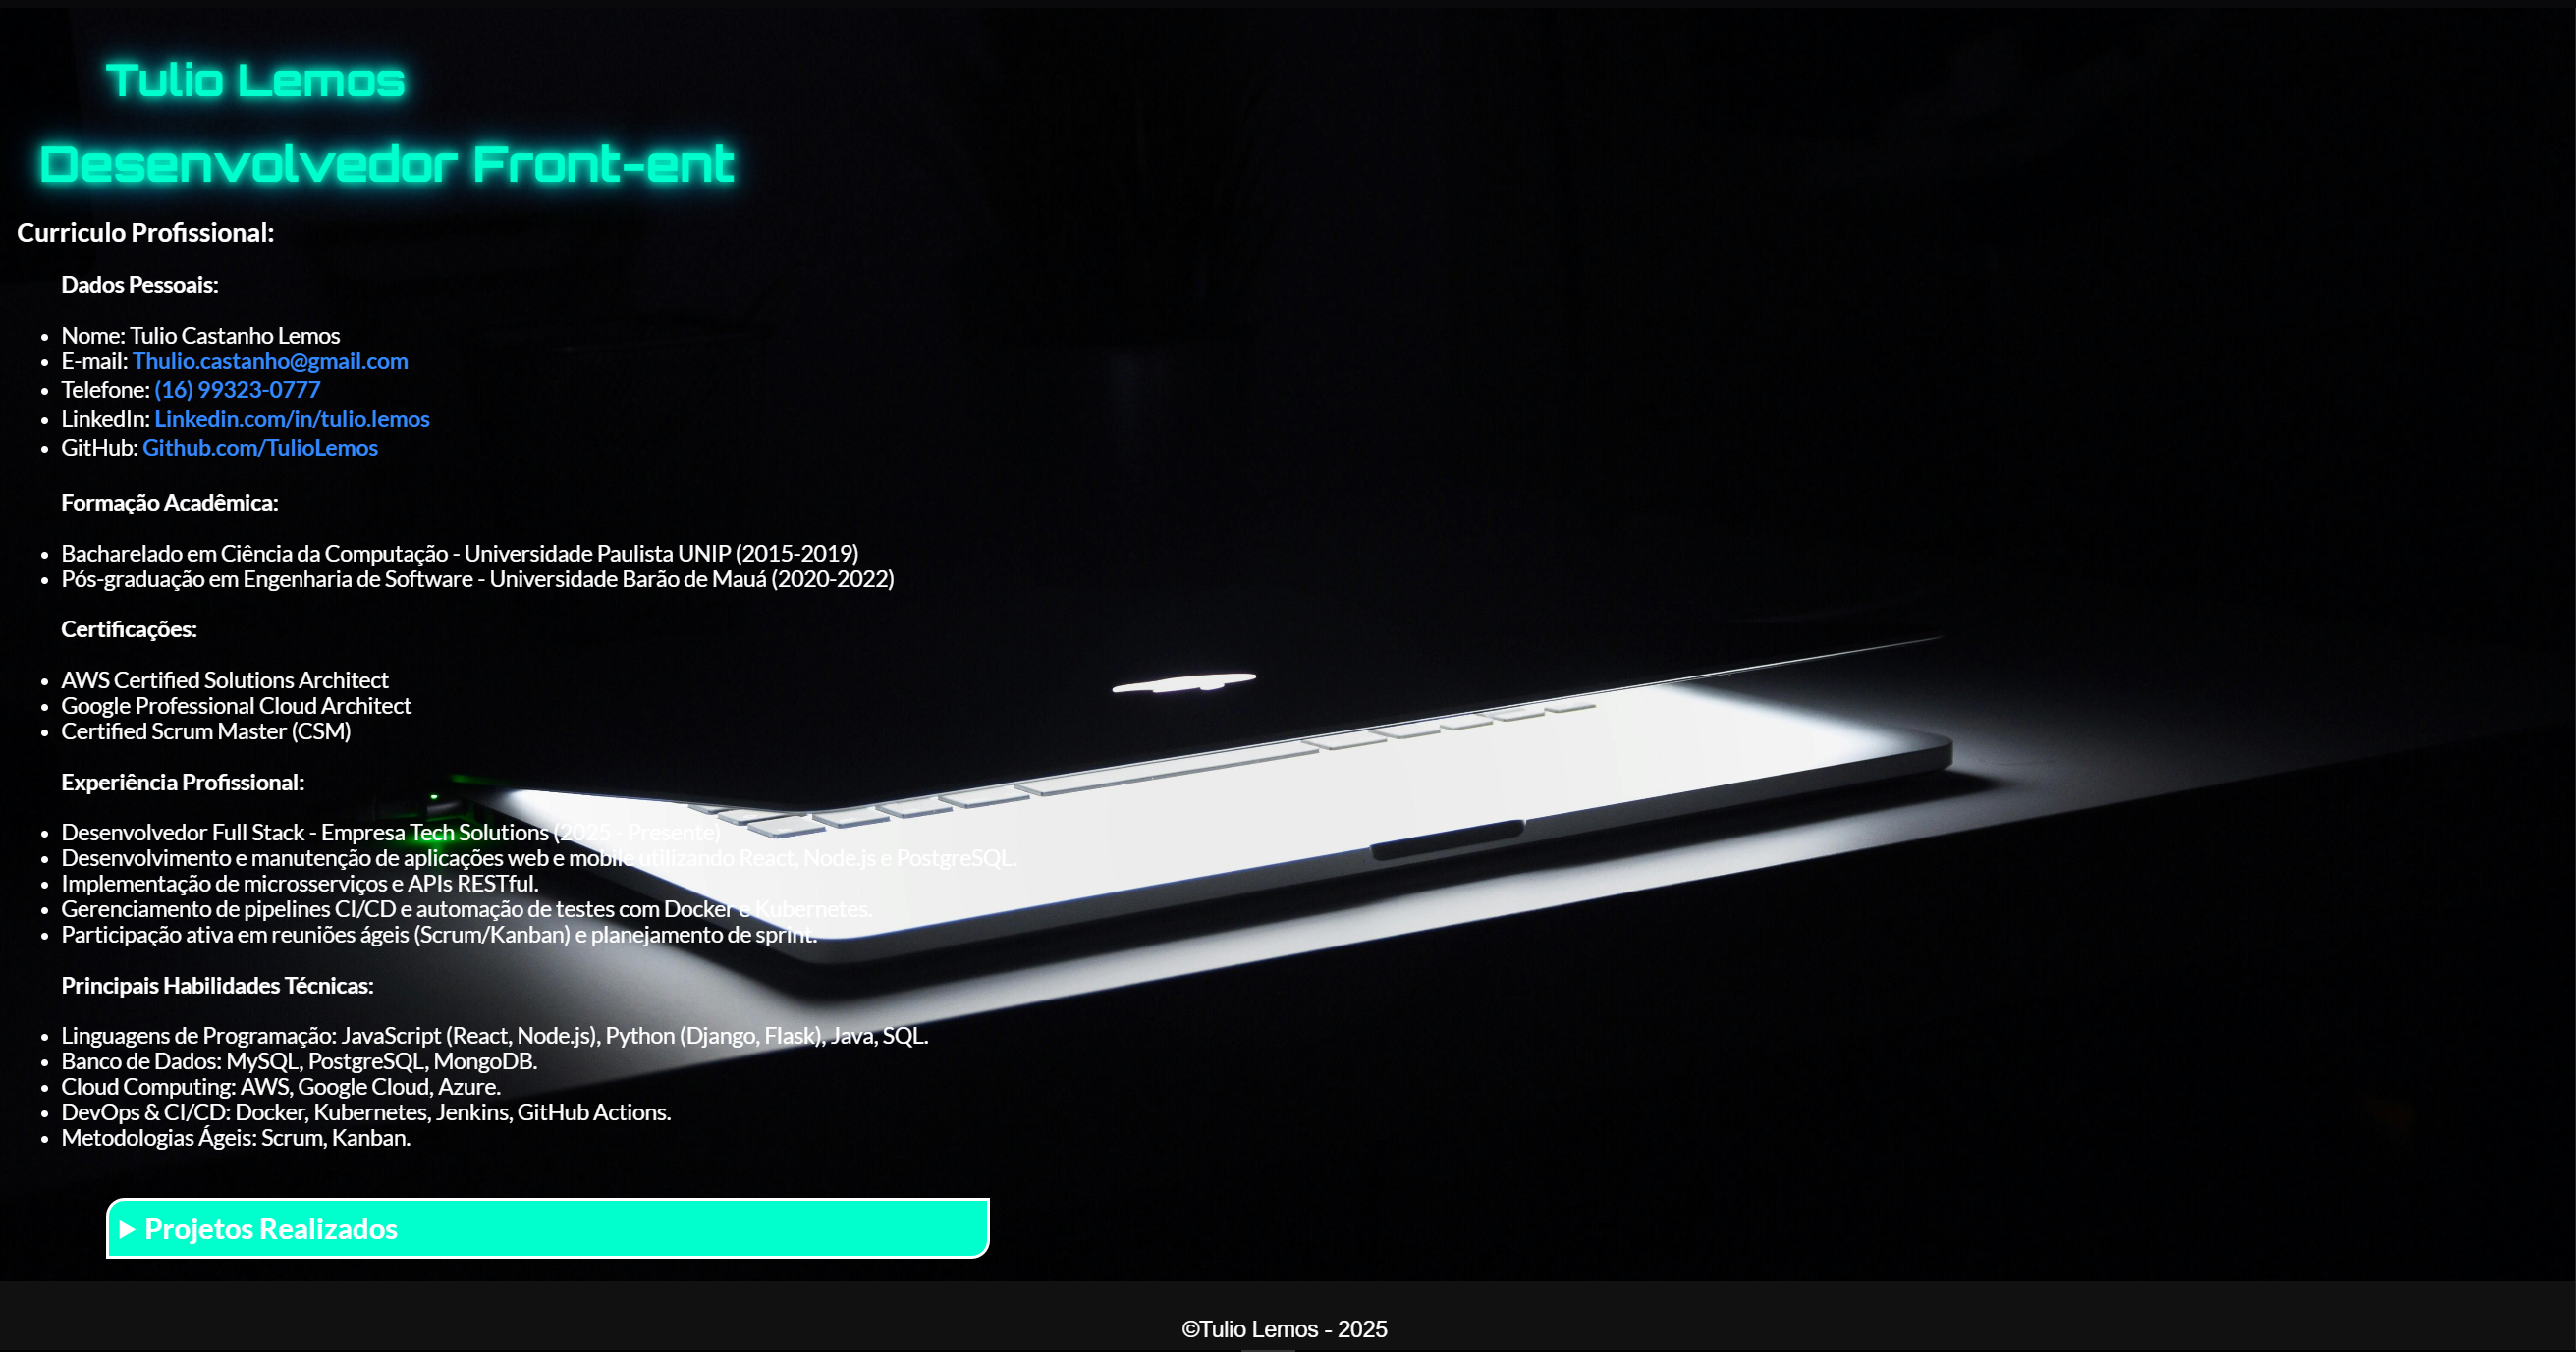 Tulio Lemos
Desenvolvedor Front-ent
Curriculo Profissional:
Dados Pessoais:
• Nome: Tulio Castanho Lemos
• E-mail: Thulio.castanho@gmail.com
• Telefone: (16) 99323-0777
• LinkedIn: Linkedin.com/in/tulio.lemos
• GitHub: Github.com/TulioLemos
Formação Acadêmica:
• Bacharelado em Ciência da Computação - Universidade Paulista UNIP (2015-2019)
• Pós-graduação em Engenharia de Software - Universidade Barão de Mauá (2020-2022)
Certificações:
• AWS Certified Solutions Architect
• Google Professional Cloud Architect
• Certified Scrum Master (CSM)
Experiência Profissional:
• Desenvolvedor Full Stack - Empresa Tech Solutions (2025 - Presente)
• Desenvolvimento e manutenção de aplicações web e mobile utilizando React, Node.js e PostgreSQL.
• Implementação de microsserviços e APIs RESTful.
• Gerenciamento de pipelines CI/CD e automação de testes com Docker e Kubernetes.
• Participação ativa em reuniões ágeis (Scrum/Kanban) e planejamento de sprint.
Principais Habilidades Técnicas:
• Linguagens de Programação: JavaScript (React, Node.js), Python (Django, Flask), Java, SQL.
• Banco de Dados: MySQL, PostgreSQL, MongoDB.
• Cloud Computing: AWS, Google Cloud, Azure.
• DevOps & CI/CD: Docker, Kubernetes, Jenkins, GitHub Actions.
• Metodologias Ágeis: Scrum, Kanban.
▶ Projetos Realizados
©Tulio Lemos - 2025